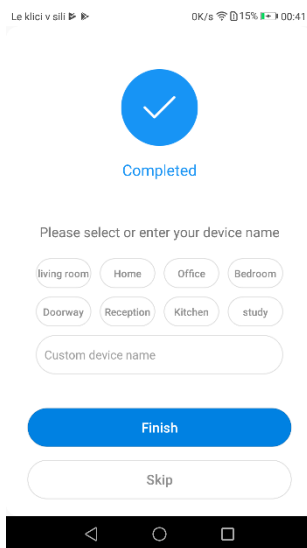 Le klici v sili 0K/s 15% 00:41
Completed
Please select or enter your device name
living room Home Office Bedroom
Doorway Reception Kitchen study
Custom device name
Finish
Skip